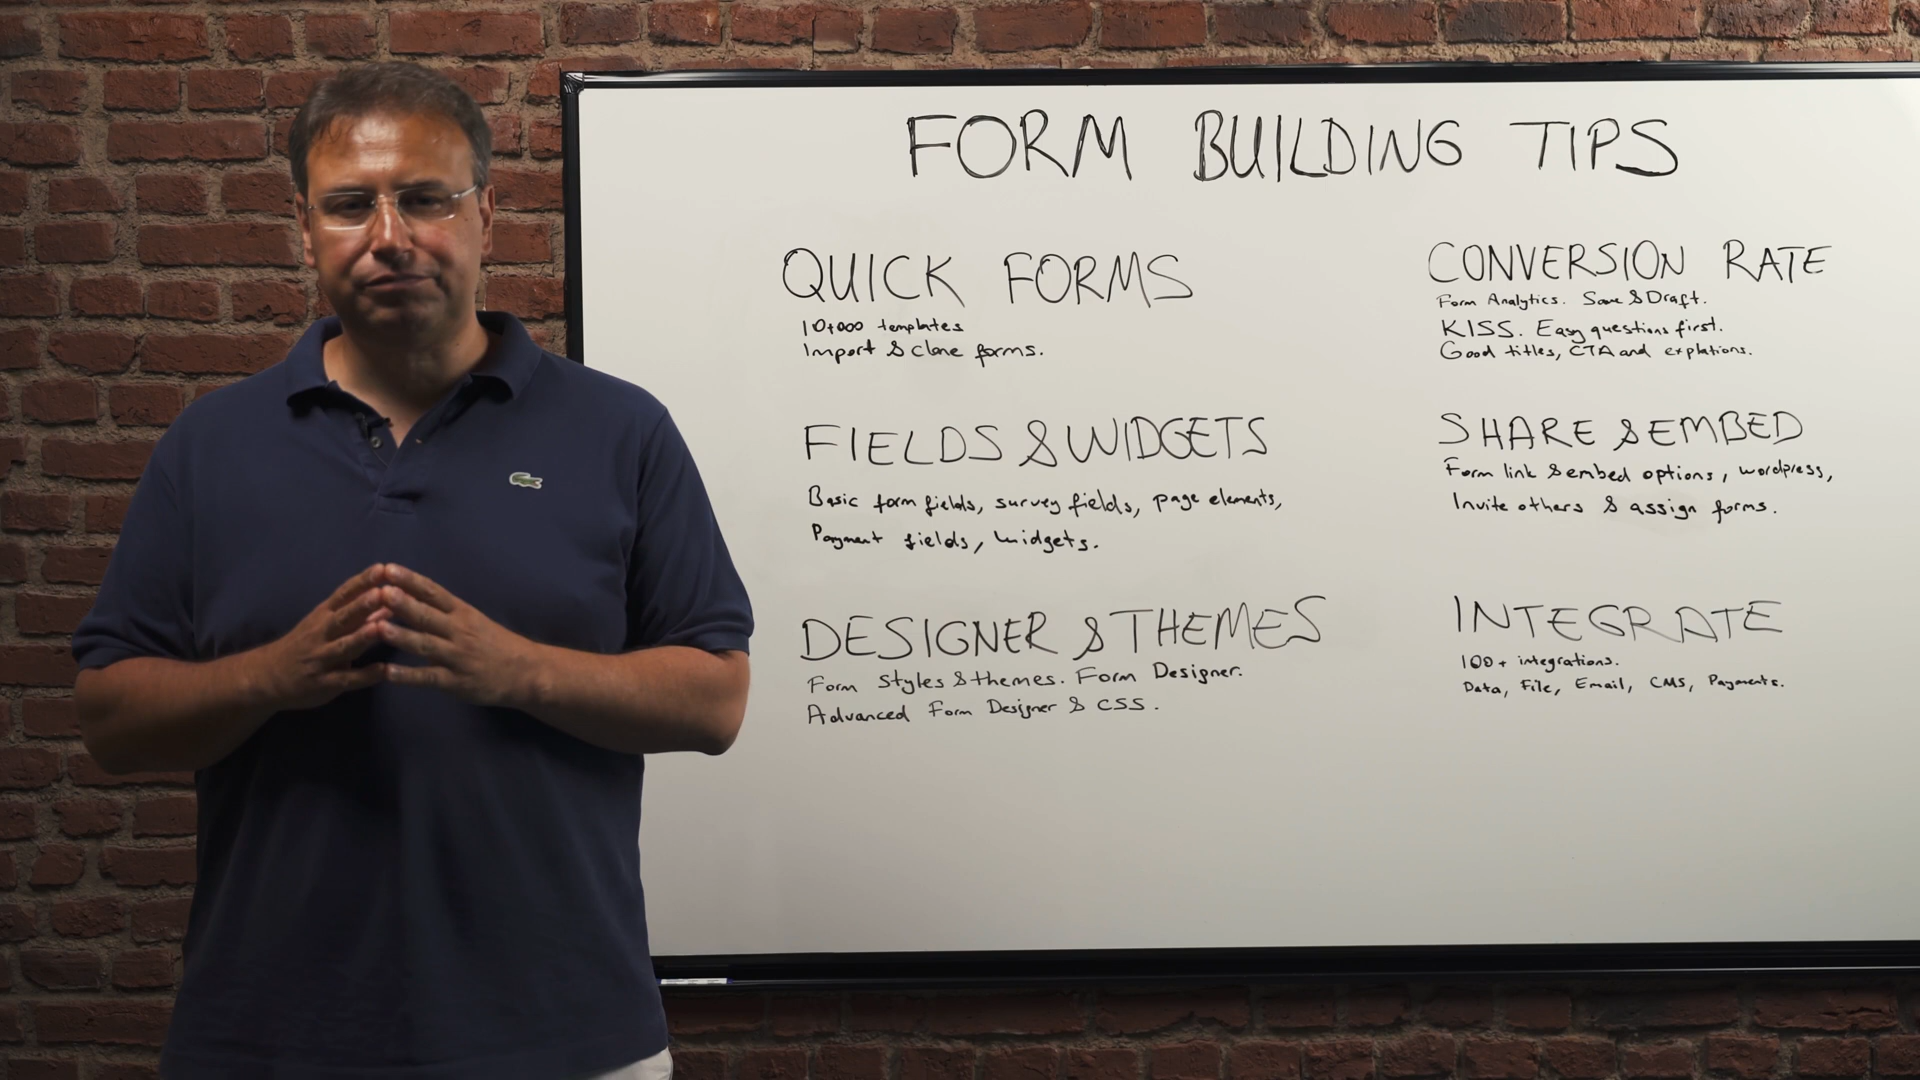 FORM BUILDING TIPS
QUICK FORMS
10,000 templates
Import & clone forms.
FIELDS & WIDGETS
Basic form fields, survey fields, page elements,
Payment fields, widgets.
DESIGNER & THEMES
Form Styles & themes. Form Designer.
Advanced Form Designer & CSS.
CONVERSION RATE
Form Analytics. Save & Draft.
KISS. Easy questions first.
Good titles, CTA and explations.
SHARE & EMBED
Form link & embed options, wordpress,
Invite others & assign forms.
INTEGRATE
100+ integrations.
Data, File, Email, CMS, Payments.